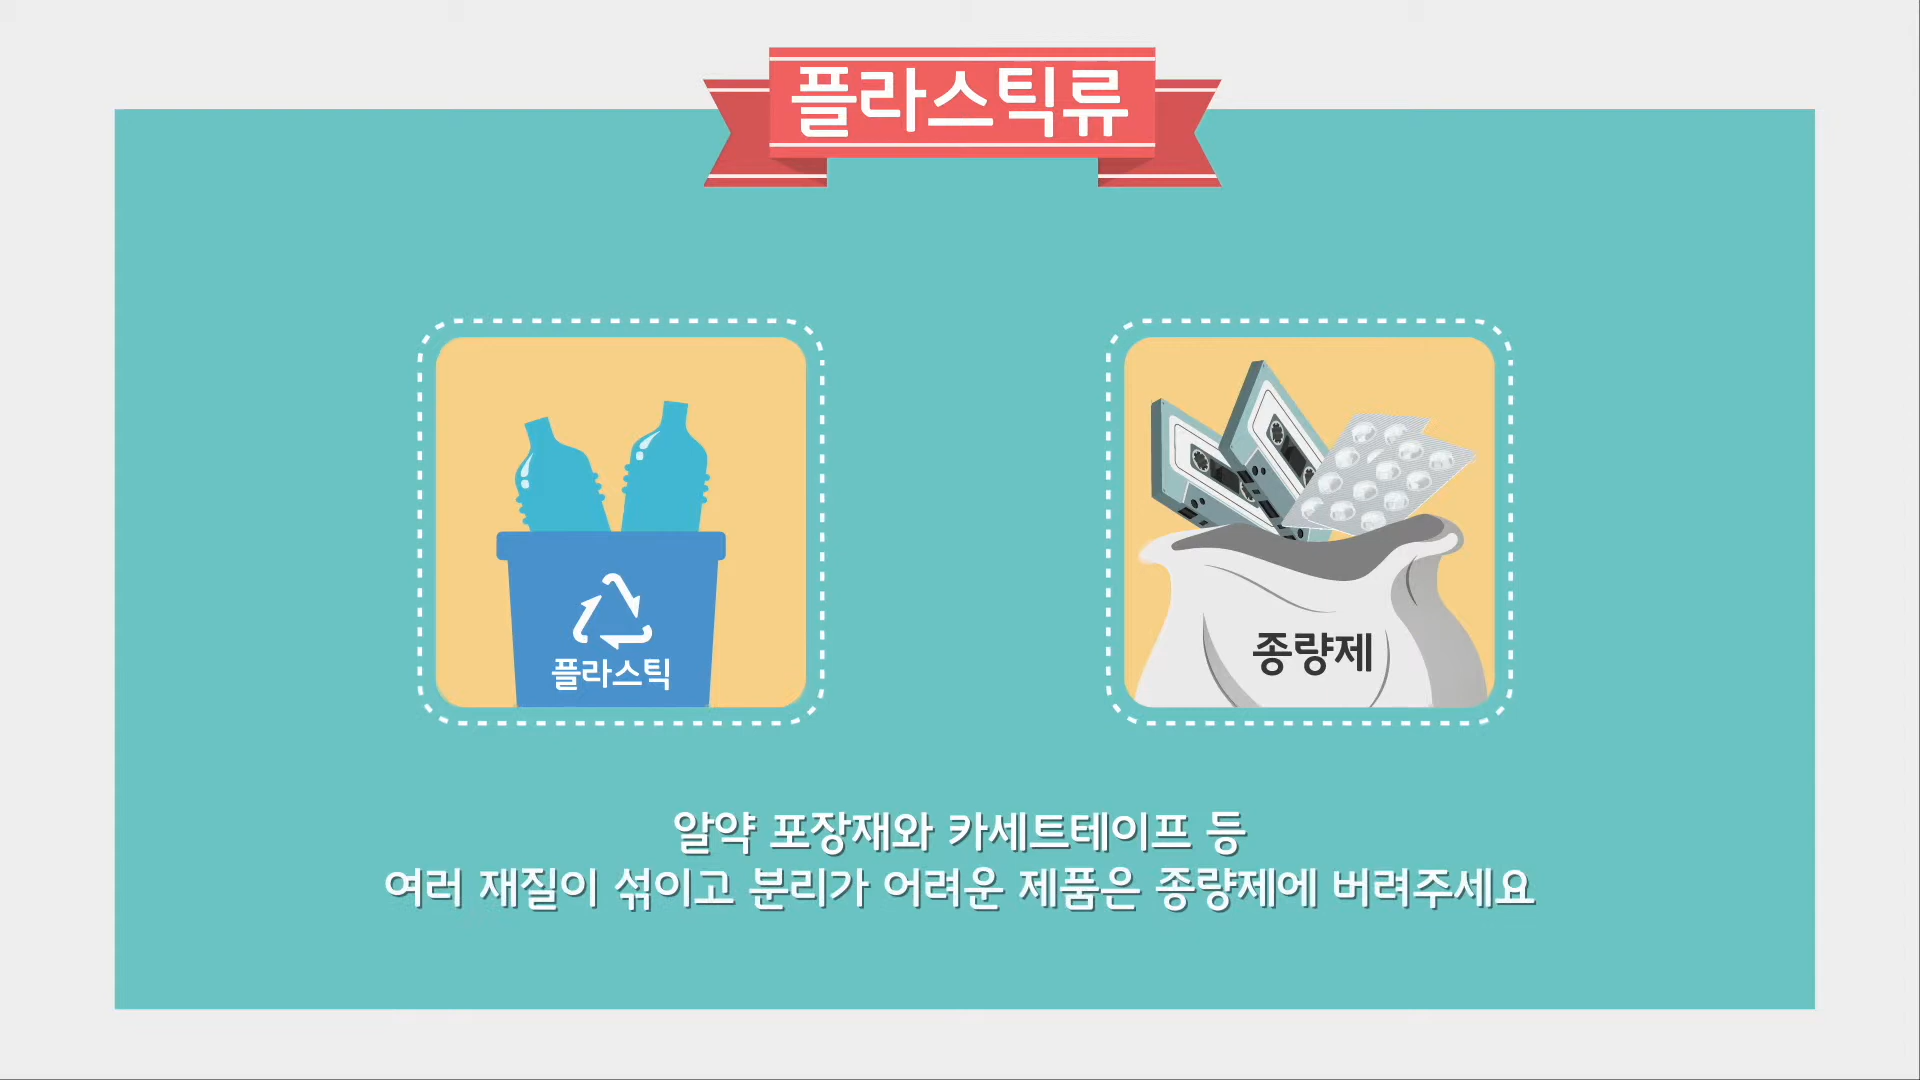 플라스틱류
플라스틱
종량제
알약 포장재와 카세트테이프 등
여러 재질이 섞이고 분리가 어려운 제품은 종량제에 버려주세요